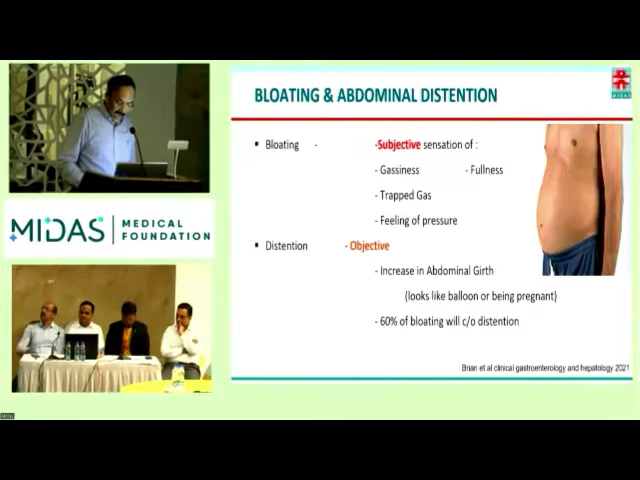 BLOATING & ABDOMINAL DISTENTION
MIDAS
▪ Bloating - -Subjective sensation of :
- Gassiness - Fullness
- Trapped Gas
- Feeling of pressure
▪ Distention - Objective
- Increase in Abdominal Girth
(looks like balloon or being pregnant)
- 60% of bloating will c/o distention
Brian et al clinical gastroenterology and hepatology 2021
MIDAS MEDICAL
FOUNDATION